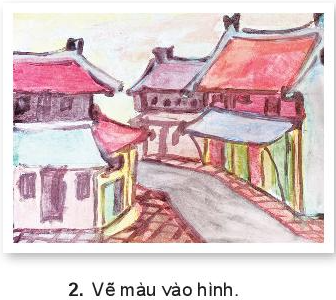 2. Vẽ màu vào hình.